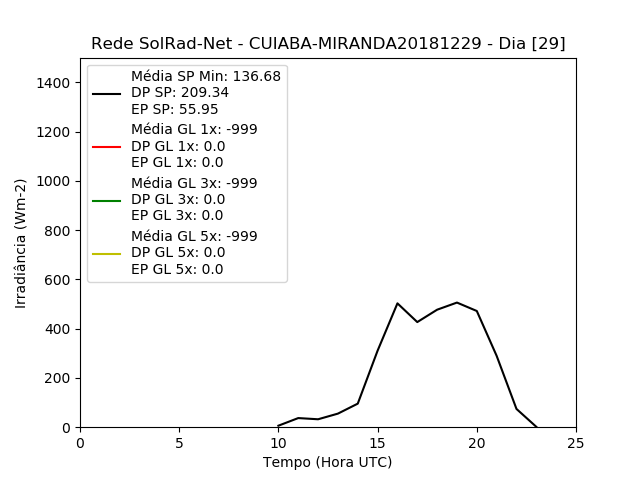 Rede SolRad-Net - CUIABA-MIRANDA20181229 - Dia [29]
Média SP Min: 136.68
DP SP: 209.34
EP SP: 55.95
Média GL 1x: -999
DP GL 1x: 0.0
EP GL 1x: 0.0
Média GL 3x: -999
DP GL 3x: 0.0
EP GL 3x: 0.0
Média GL 5x: -999
DP GL 5x: 0.0
EP GL 5x: 0.0
Irradiância (Wm-2)
1400
1200
1000
800
600
400
200
0
0 5 10 15 20 25
Tempo (Hora UTC)